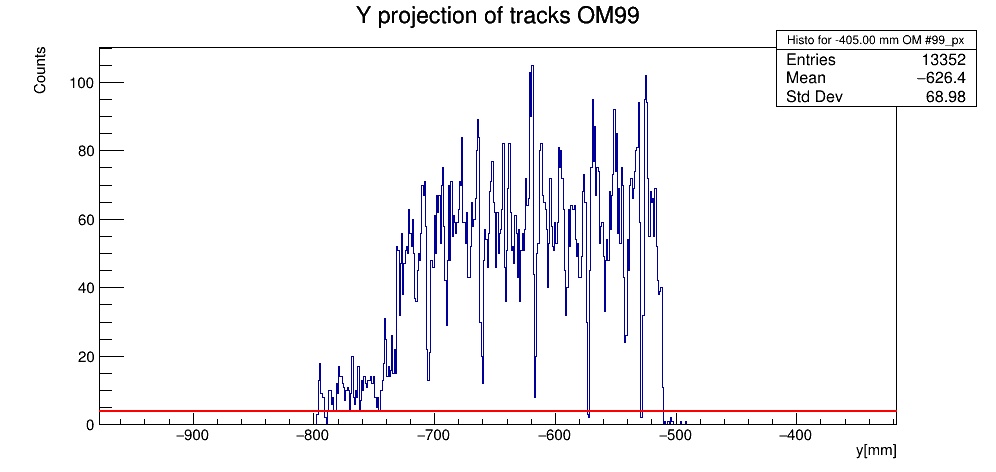 Y projection of tracks OM99
Histo for -405.00 mm OM #99_px
Entries 13352
Mean −626.4
Std Dev 68.98
Counts
100
80
60
40
20
0
−900 −800 −700 −600 −500 −400
y[mm]